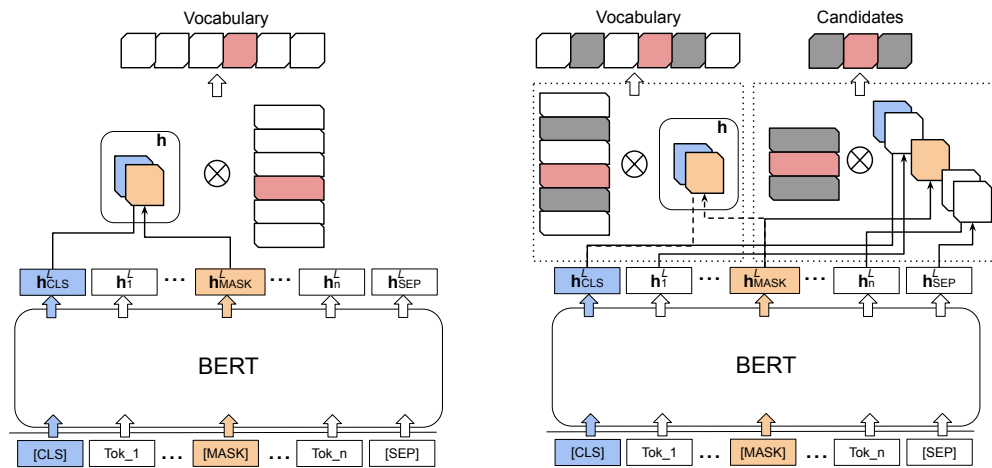 Vocabulary
h
h^L_CLS h^L_1 ... h^L_MASK ... h^L_n h^L_SEP
BERT
[CLS] Tok_1 ... [MASK] ... Tok_n [SEP]
Vocabulary Candidates
h
h^L_CLS h^L_1 ... h^L_MASK ... h^L_n h^L_SEP
BERT
[CLS] Tok_1 ... [MASK] ... Tok_n [SEP]